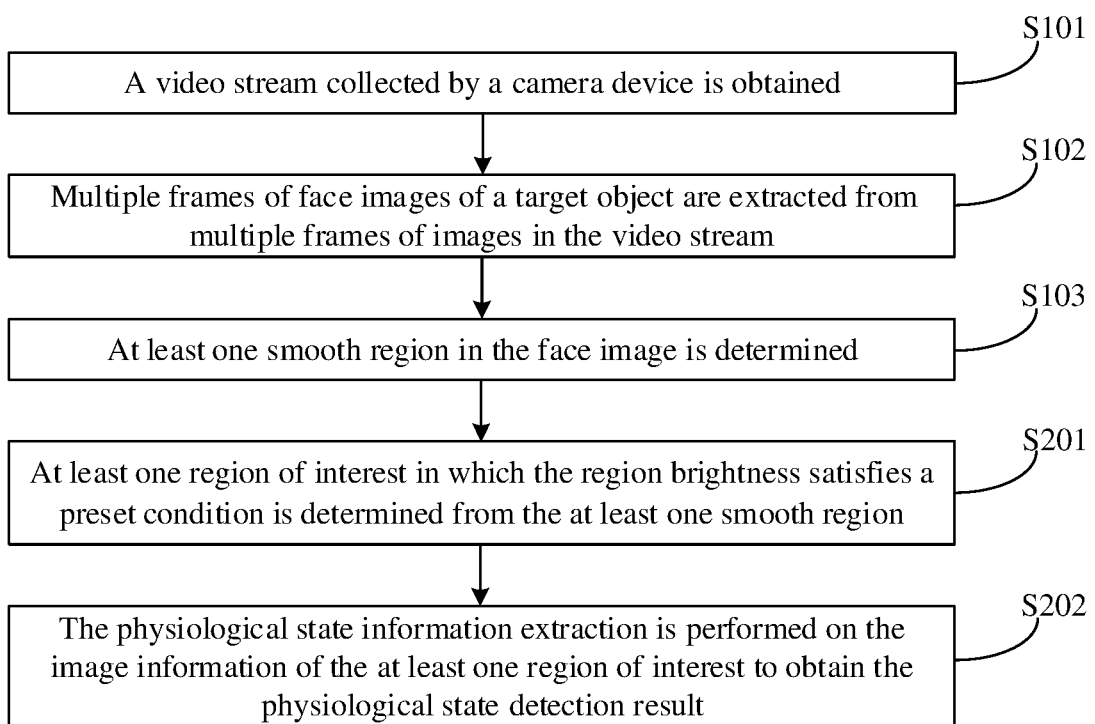 S101
A video stream collected by a camera device is obtained
S102
Multiple frames of face images of a target object are extracted from
multiple frames of images in the video stream
S103
At least one smooth region in the face image is determined
S201
At least one region of interest in which the region brightness satisfies a
preset condition is determined from the at least one smooth region
S202
The physiological state information extraction is performed on the
image information of the at least one region of interest to obtain the
physiological state detection result